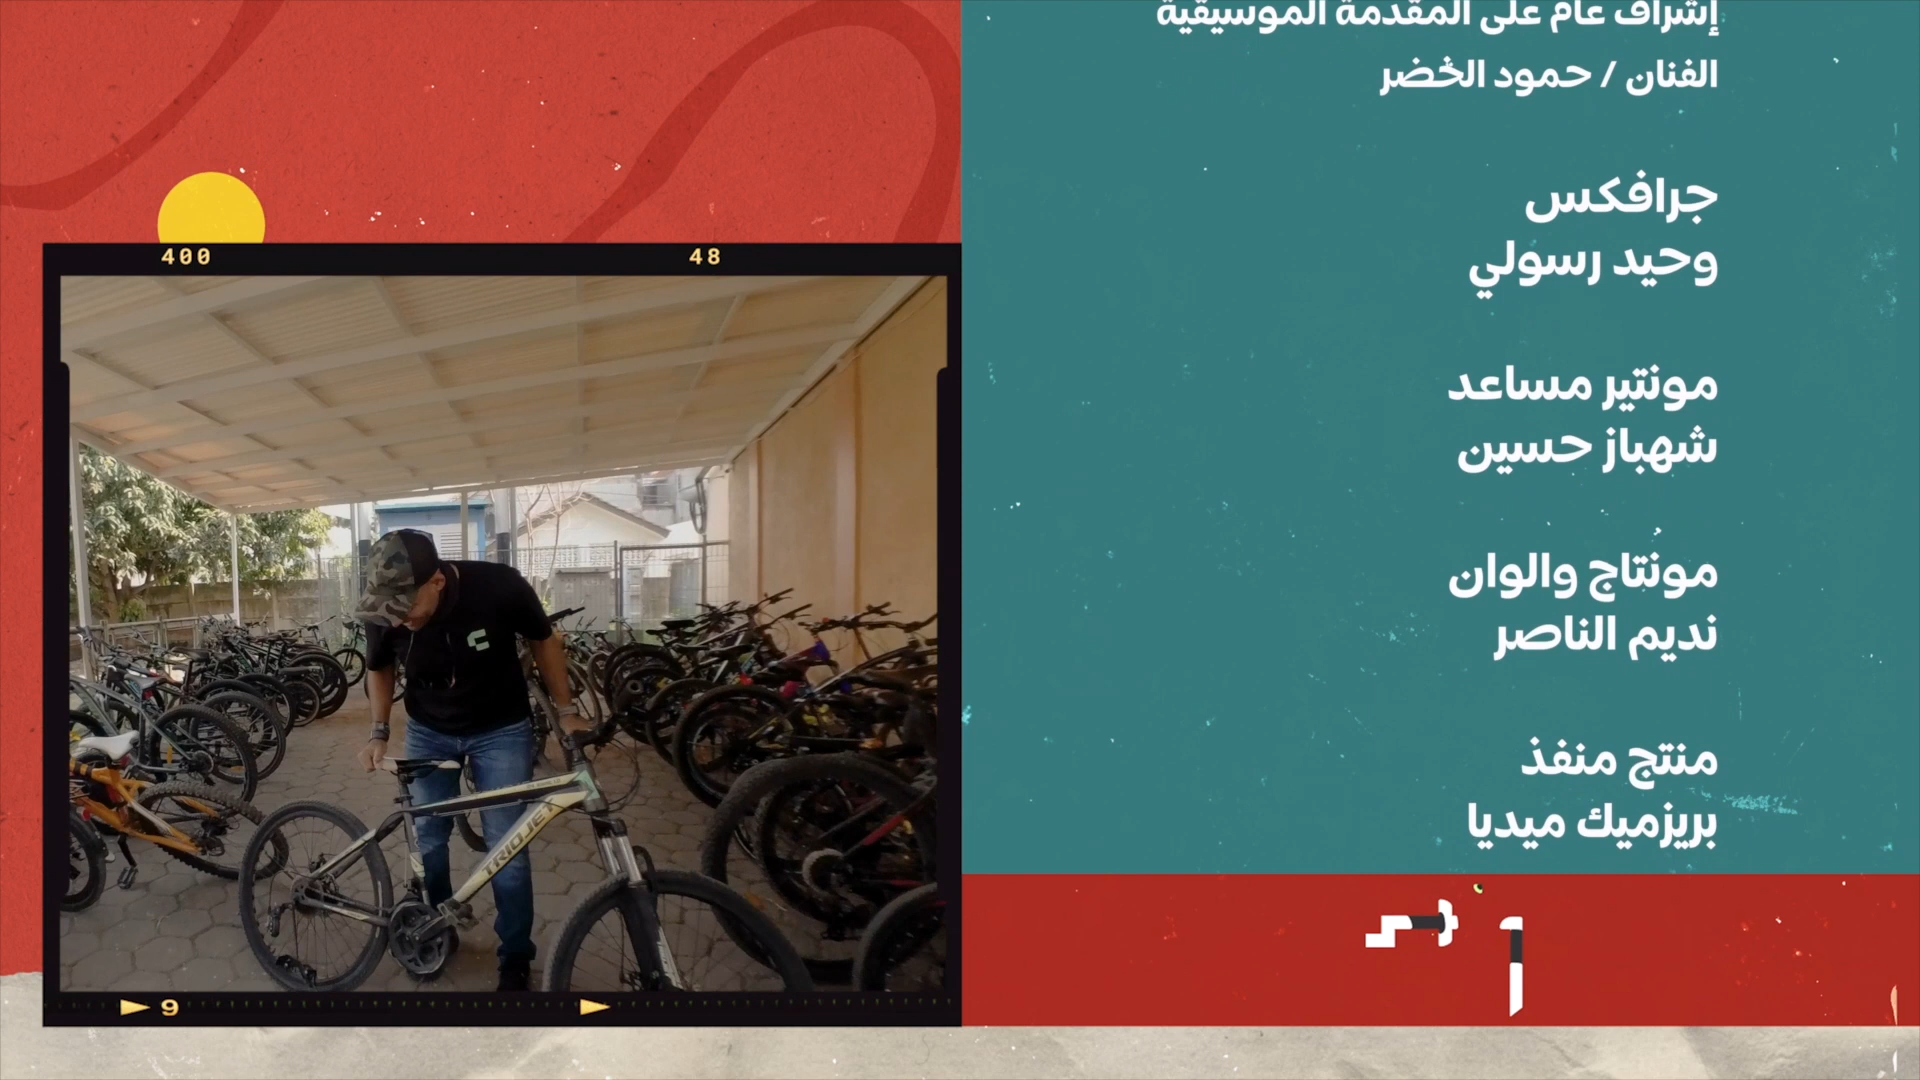 إشراف عام على المقدمة الموسيقية
الفنان / حمود الخضر
جرافكس
وحيد رسولي
مونتير مساعد
شهباز حسين
مونتاج والوان
نديم الناصر
منتج منفذ
بريزميك ميديا
400 48
TRIOJET
9